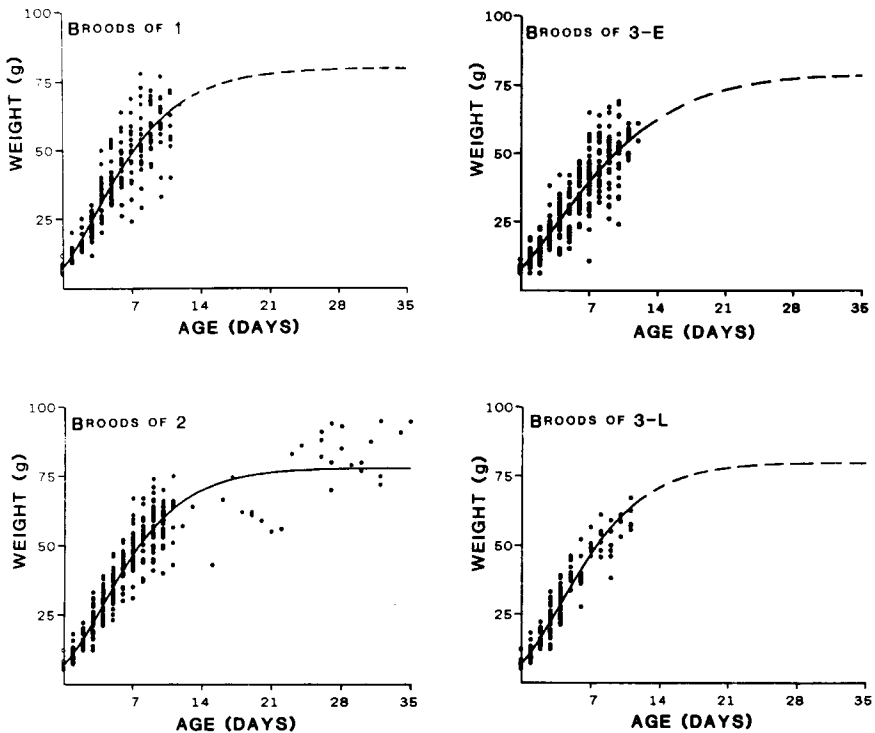 BROODS OF 1
100
75
50
25
WEIGHT (g)
7 14 21 28 35
AGE (DAYS)
BROODS OF 3-E
100
75
50
25
WEIGHT (g)
7 14 21 28 35
AGE (DAYS)
BROODS OF 2
100
75
50
25
WEIGHT (g)
7 14 21 28 35
AGE (DAYS)
BROODS OF 3-L
100
75
50
25
WEIGHT (g)
7 14 21 28 35
AGE (DAYS)